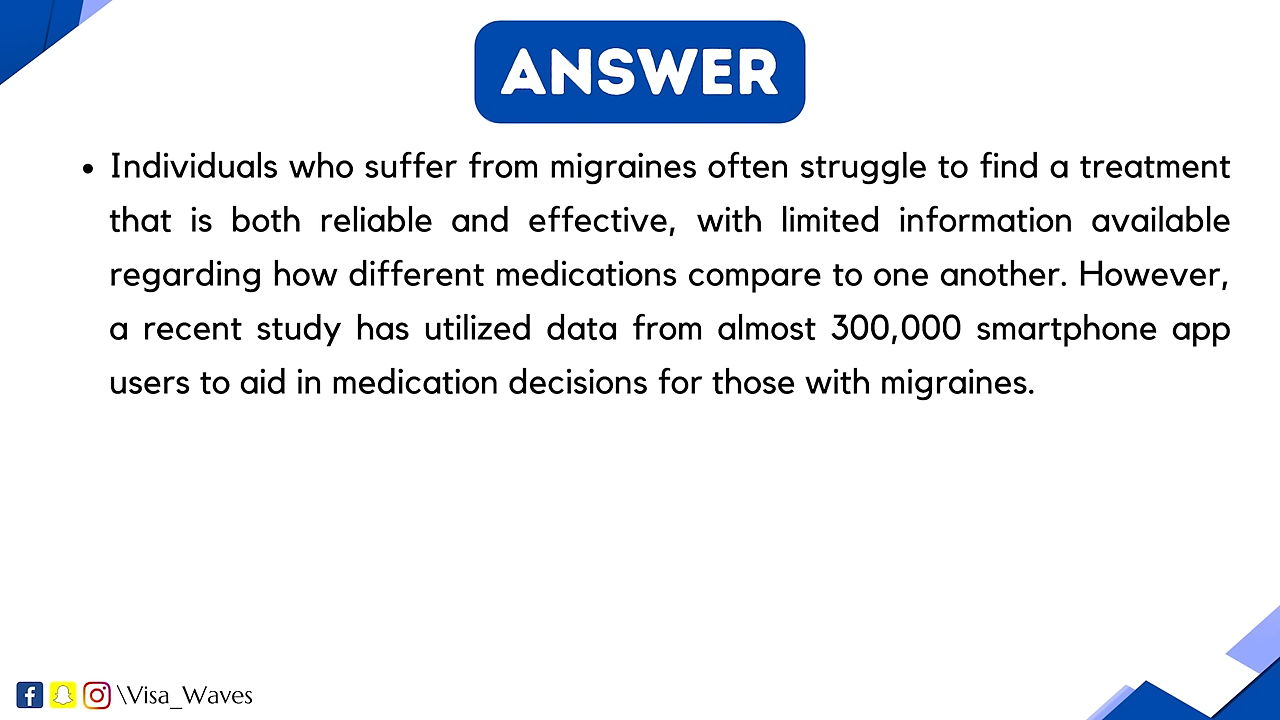 ANSWER
• Individuals who suffer from migraines often struggle to find a treatment
that is both reliable and effective, with limited information available
regarding how different medications compare to one another. However,
a recent study has utilized data from almost 300,000 smartphone app
users to aid in medication decisions for those with migraines.
\Visa_Waves